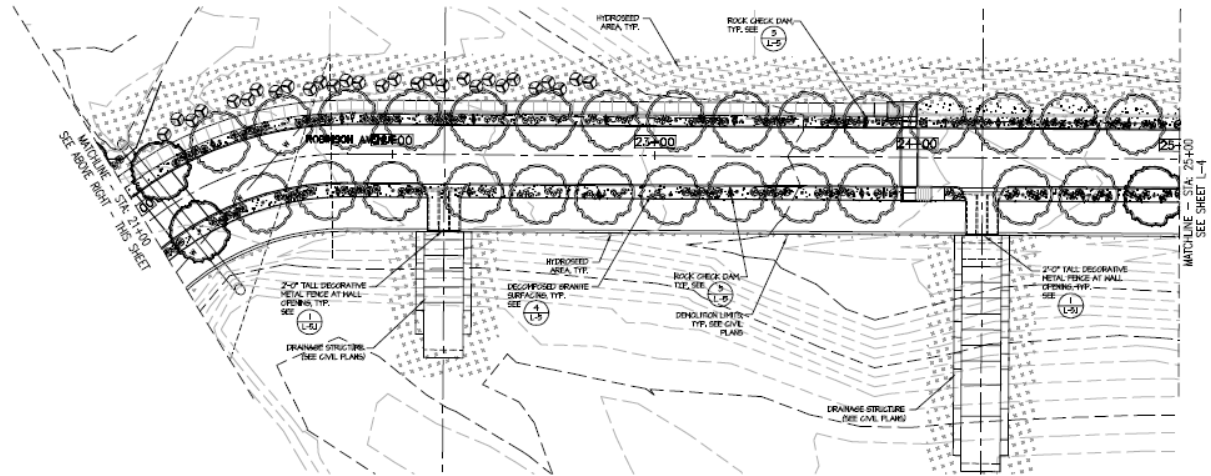 HYDROSEED
AREA, TYP.
ROCK CHECK DAM,
TYP. SEE
5
L-5
MATCHLINE - STA: 21+00
SEE ABOVE RIGHT - THIS SHEET
ROBINSON AVENUE
23+00
24+00
25+
MATCHLINE - STA: 25+00
SEE SHEET L-4
2'-0" TALL DECORATIVE
METAL FENCE AT WALL
OPENING, TYP.
SEE
1
L-5.1
DRAINAGE STRUCTURE
(SEE CIVIL PLANS)
HYDROSEED
AREA, TYP.
DECOMPOSED GRANITE
SURFACING, TYP.
SEE
4
L-5
ROCK CHECK DAM,
TYP. SEE
5
L-5
DEMOLITION LIMITS,
TYP., SEE CIVIL
PLANS
DRAINAGE STRUCTURE
(SEE CIVIL PLANS)
2'-0" TALL DECORATIVE
METAL FENCE AT WALL
OPENING, TYP.
SEE
1
L-5.1